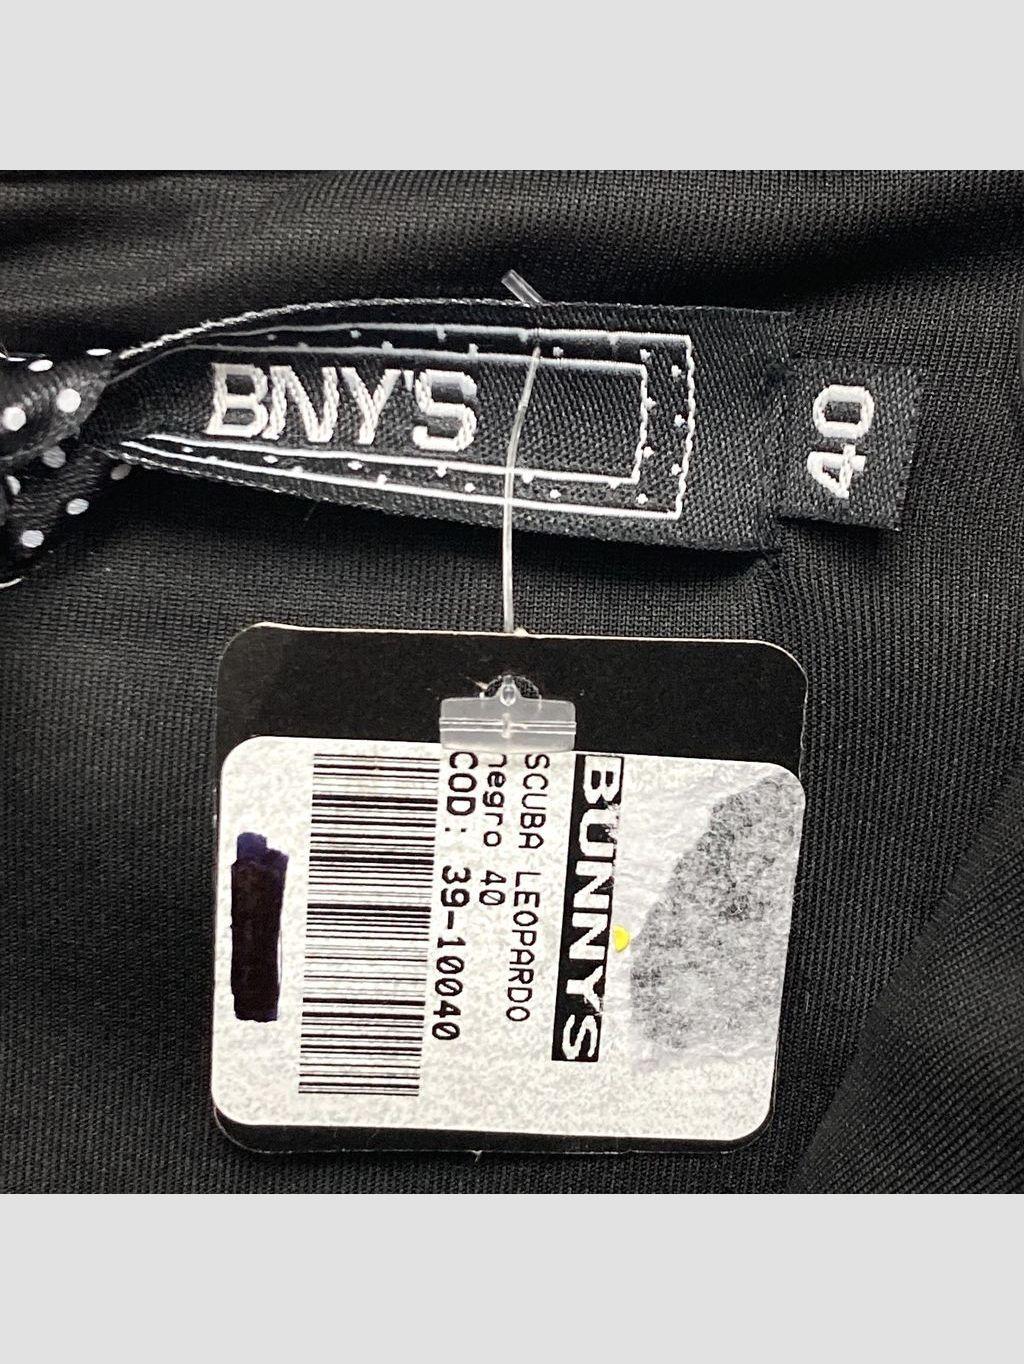 BNY'S
40
BUNNYS
SCUBA LEOPARDO
negro 40
COD: 39-10040